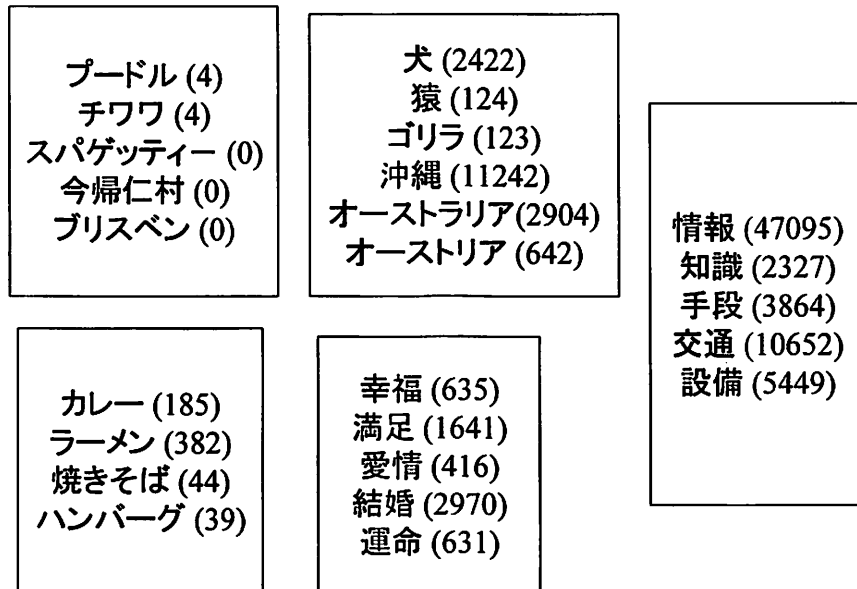 プードル (4)
チワワ (4)
スパゲッティー (0)
今帰仁村 (0)
ブリスベン (0)
犬 (2422)
猿 (124)
ゴリラ (123)
沖縄 (11242)
オーストラリア(2904)
オーストリア (642)
情報 (47095)
知識 (2327)
手段 (3864)
交通 (10652)
設備 (5449)
カレー (185)
ラーメン (382)
焼きそば (44)
ハンバーグ (39)
幸福 (635)
満足 (1641)
愛情 (416)
結婚 (2970)
運命 (631)